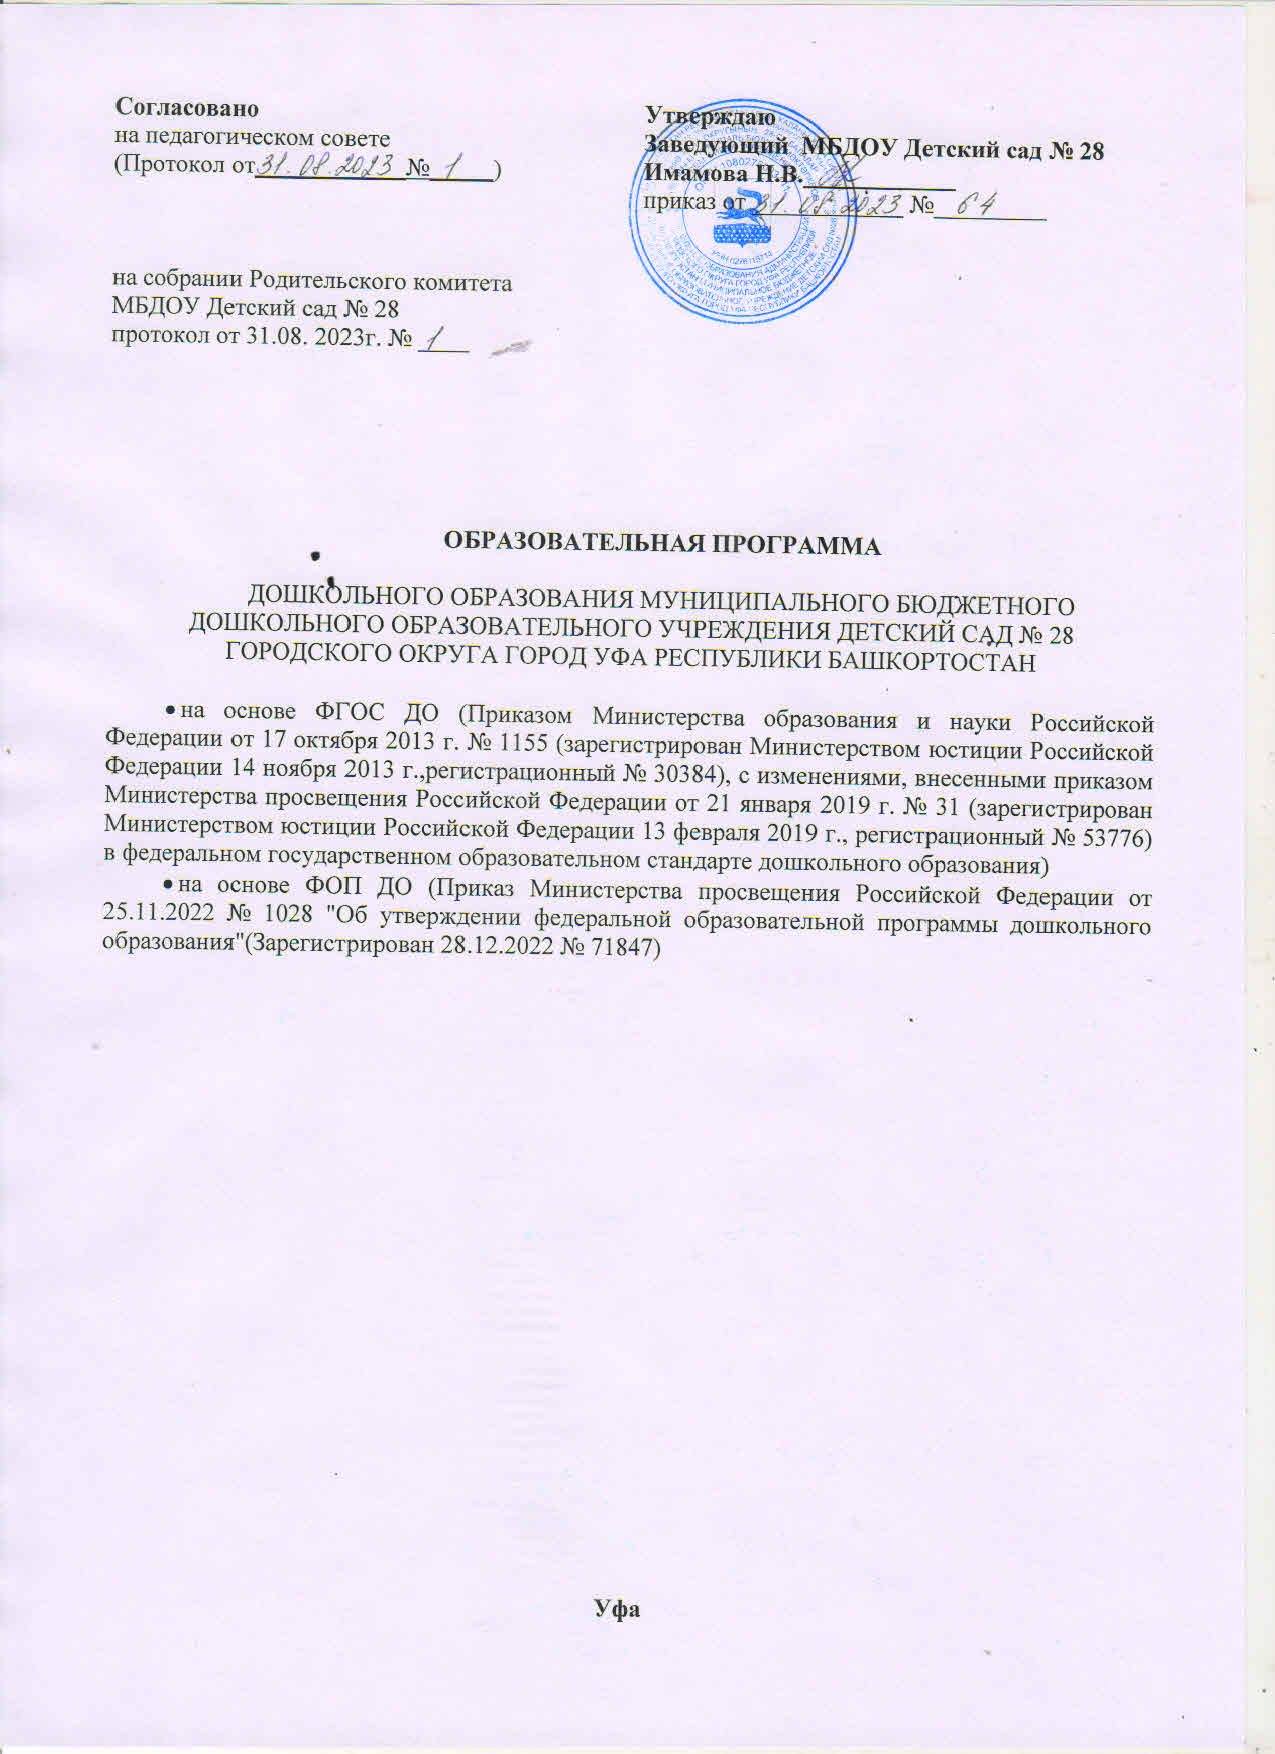 Согласовано
на педагогическом совете
(Протокол от 31.08.2023 № 1)
на собрании Родительского комитета
МБДОУ Детский сад № 28
протокол от 31.08. 2023г. № 1
Утверждаю
Заведующий МБДОУ Детский сад № 28
Имамова Н.В.
приказ от 31.08.2023 № 64
ОБРАЗОВАТЕЛЬНАЯ ПРОГРАММА
ДОШКОЛЬНОГО ОБРАЗОВАНИЯ МУНИЦИПАЛЬНОГО БЮДЖЕТНОГО
ДОШКОЛЬНОГО ОБРАЗОВАТЕЛЬНОГО УЧРЕЖДЕНИЯ ДЕТСКИЙ САД № 28
ГОРОДСКОГО ОКРУГА ГОРОД УФА РЕСПУБЛИКИ БАШКОРТОСТАН
• на основе ФГОС ДО (Приказом Министерства образования и науки Российской
Федерации от 17 октября 2013 г. № 1155 (зарегистрирован Министерством юстиции Российской
Федерации 14 ноября 2013 г.,регистрационный № 30384), с изменениями, внесенными приказом
Министерства просвещения Российской Федерации от 21 января 2019 г. № 31 (зарегистрирован
Министерством юстиции Российской Федерации 13 февраля 2019 г., регистрационный № 53776)
в федеральном государственном образовательном стандарте дошкольного образования)
• на основе ФОП ДО (Приказ Министерства просвещения Российской Федерации от
25.11.2022 № 1028 "Об утверждении федеральной образовательной программы дошкольного
образования"(Зарегистрирован 28.12.2022 № 71847)
Уфа